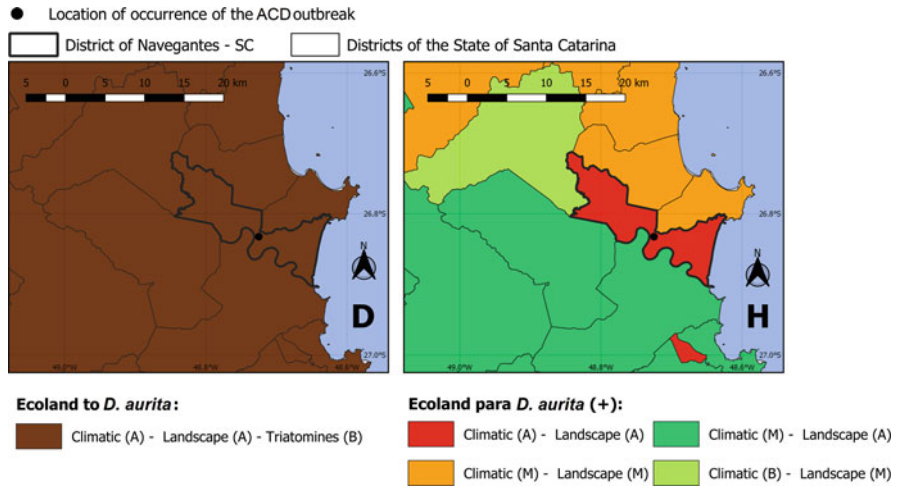 Location of occurrence of the ACD outbreak
District of Navegantes - SC Districts of the State of Santa Catarina
5 0 5 10 15 20 km
26.6°S
26.8°S
N
D
27.0°S
49.0°W 48.8°W 48.6°W
5 0 5 10 15 20 km
26.6°S
26.8°S
N
H
27.0°S
49.0°W 48.8°W 48.6°W
Ecoland to D. aurita:
Climatic (A) - Landscape (A) - Triatomines (B)
Ecoland para D. aurita (+):
Climatic (A) - Landscape (A) Climatic (M) - Landscape (A)
Climatic (M) - Landscape (M) Climatic (B) - Landscape (M)